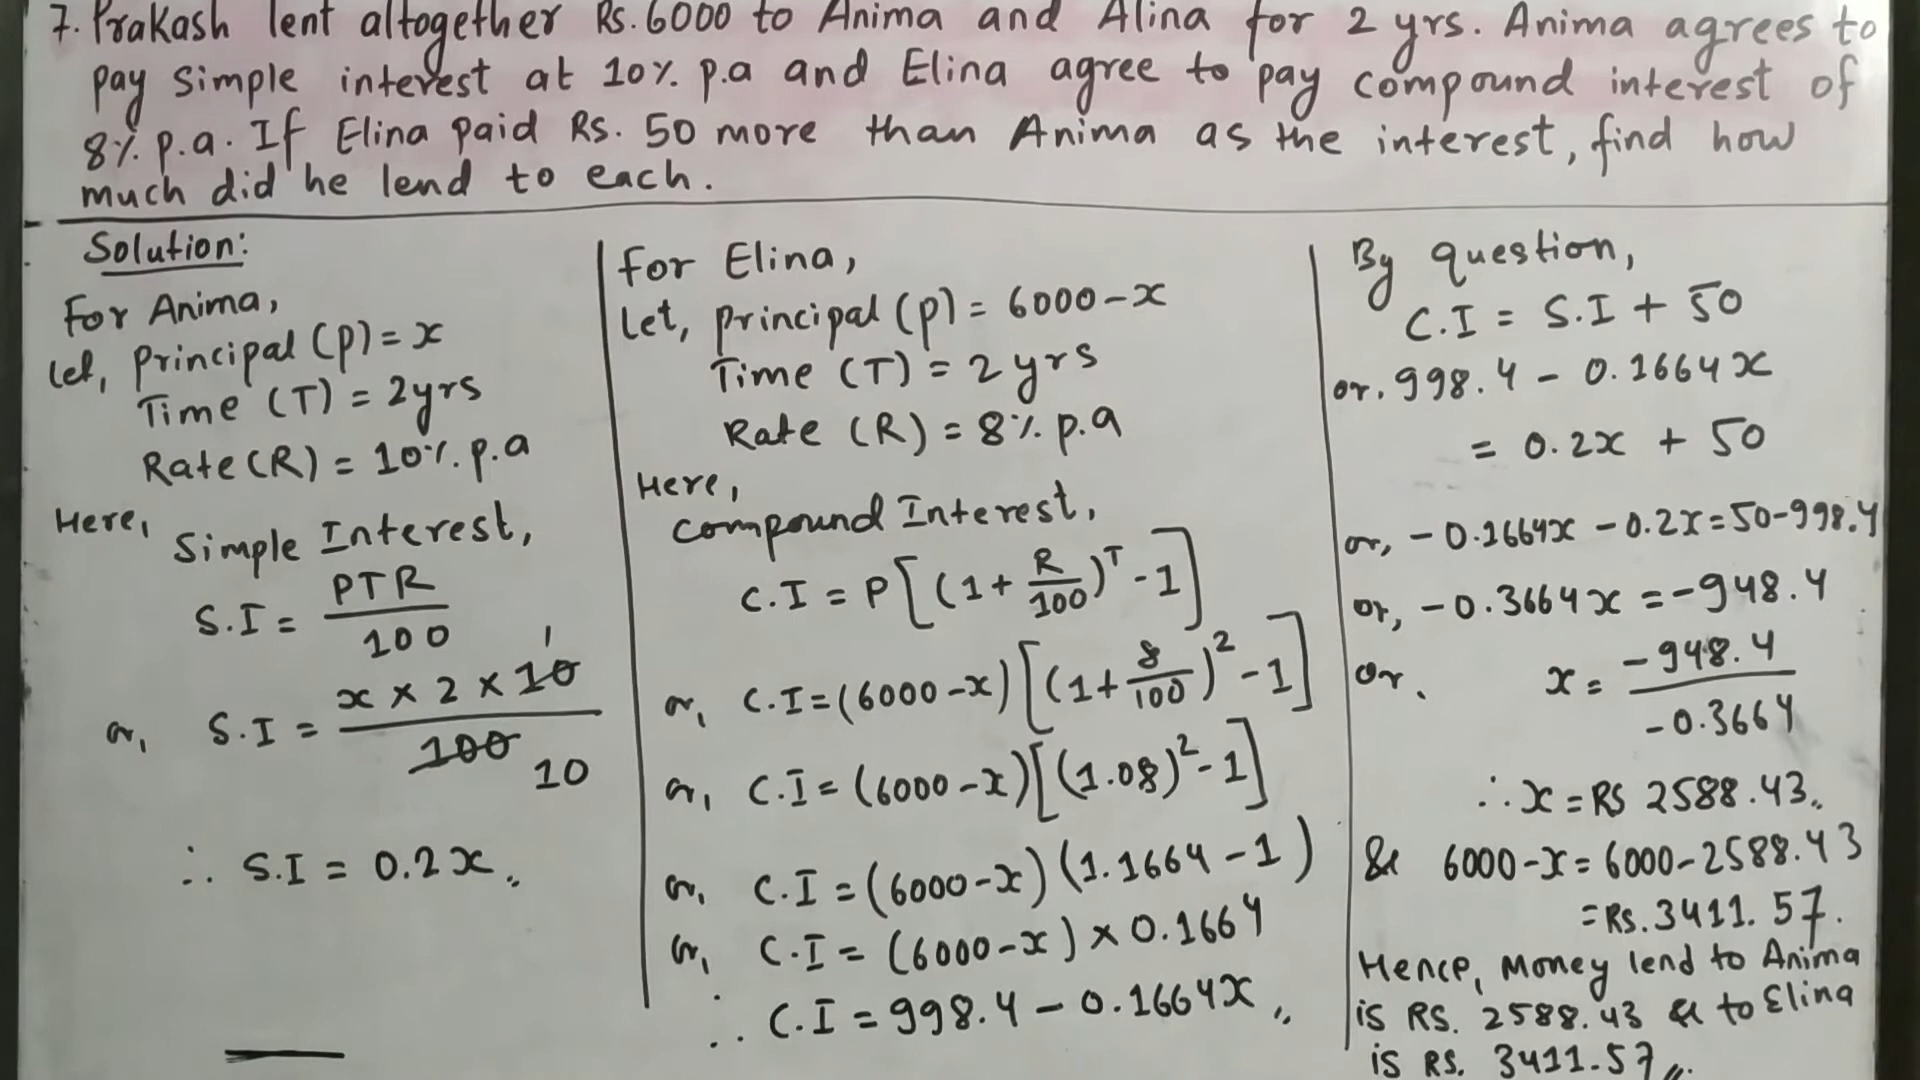 7. Prakash lent altogether Rs. 6000 to Anima and Alina for 2 yrs. Anima agrees to
pay simple interest at 10% p.a and Elina agree to pay compound interest of
8% p.a. If Elina paid Rs. 50 more than Anima as the interest, find how
much did he lend to each.
Solution:
For Anima,
Let, Principal (P) = x
Time (T) = 2yrs
Rate (R) = 10% p.a
Here,
Simple Interest,
S.I = PTR/100
or, S.I = x × 2 × 10/100 1 10
∴ S.I = 0.2x,,
For Elina,
Let, Principal (P) = 6000-x
Time (T) = 2 yrs
Rate (R) = 8% p.a
Here,
Compound Interest,
C.I = P[(1+R/100)^T-1]
or, C.I = (6000-x)[(1+8/100)^2-1]
or, C.I = (6000-x)[(1.08)^2-1]
or, C.I = (6000-x)(1.1664-1)
or, C.I = (6000-x) × 0.1664
∴ C.I = 998.4 - 0.1664x,,
By question,
C.I = S.I + 50
or, 998.4 - 0.1664x
= 0.2x + 50
or, -0.1664x - 0.2x = 50-998.4
or, -0.3664x = -948.4
or, x = -948.4/-0.3664
∴ x = RS 2588.43,,
& 6000-x = 6000-2588.43
= Rs. 3411.57.
Hence, Money lend to Anima
is RS. 2588.43 & to Elina
is RS. 3411.57,,.